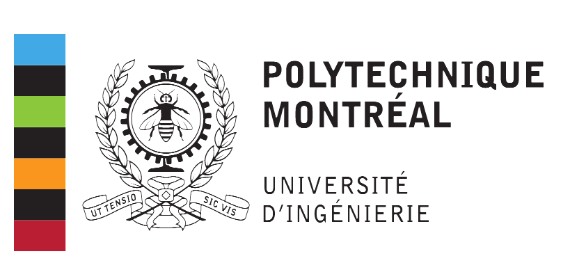 POLYTECHNIQUE
MONTRÉAL
UNIVERSITÉ
D'INGÉNIERIE
UT TENSIO SIC VIS